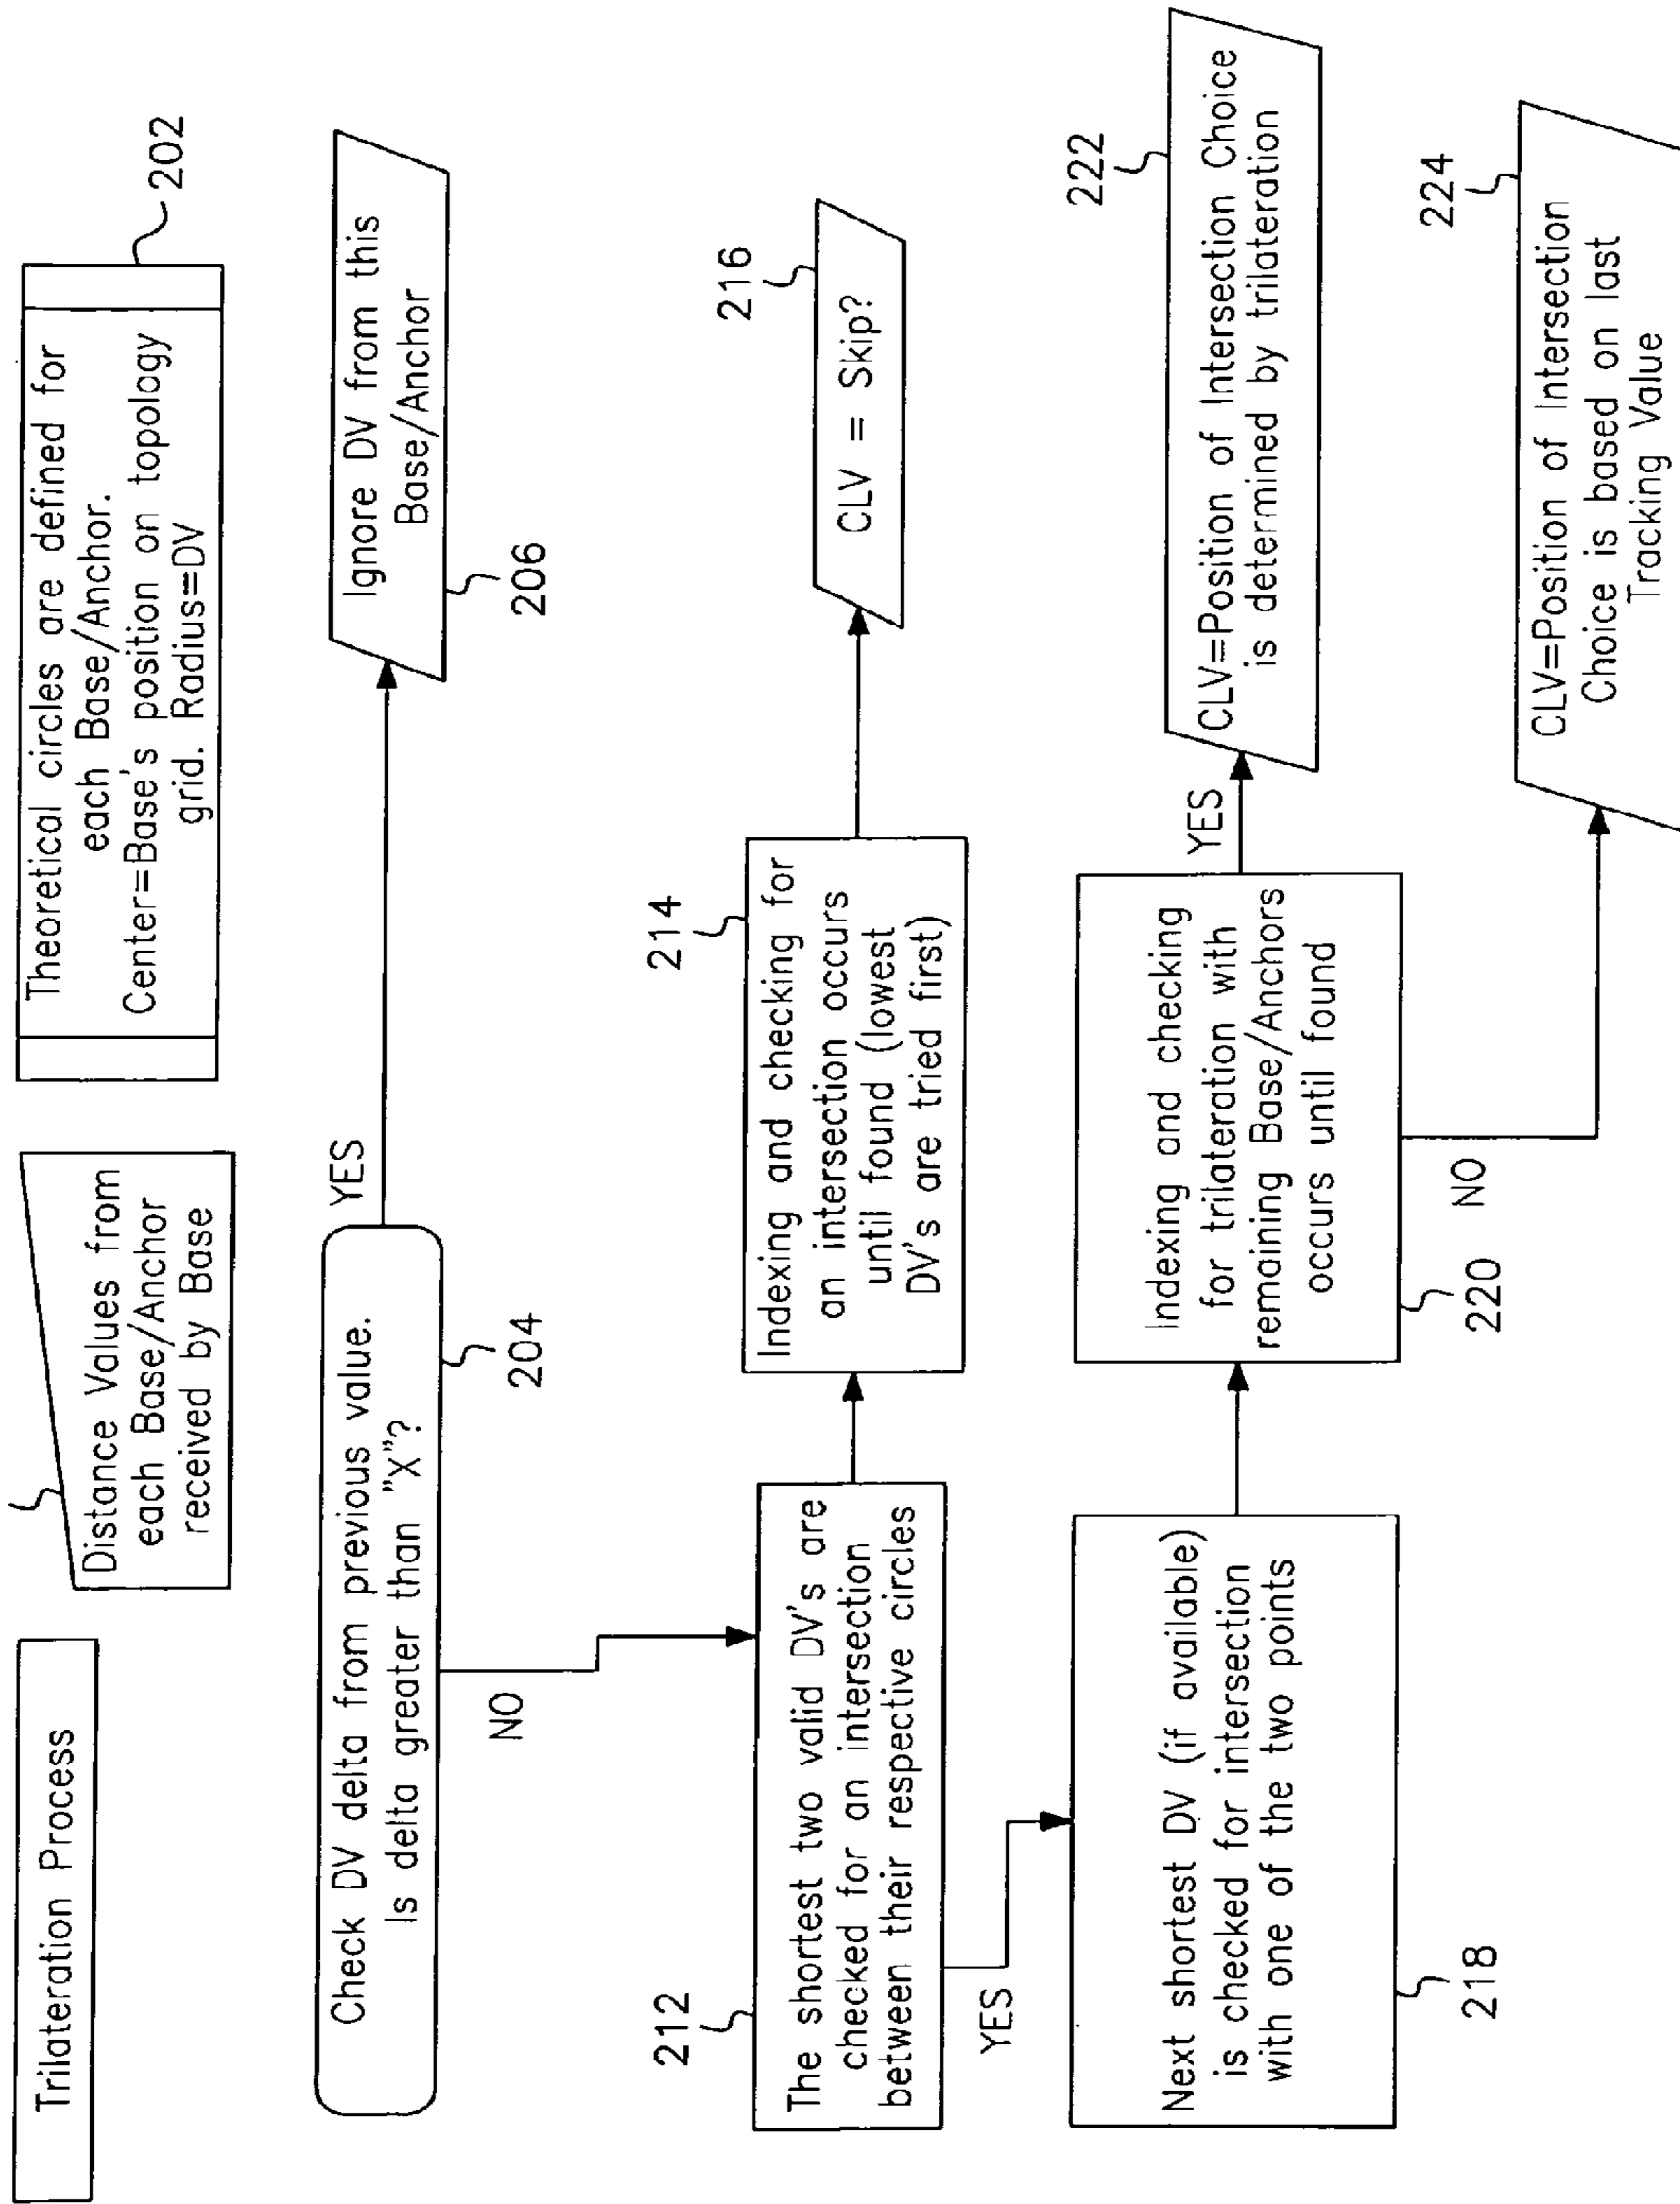 Trilateration Process
Distance Values from
each Base/Anchor
received by Base
Theoretical circles are defined for
each Base/Anchor.
Center=Base's position on topology
grid. Radius=DV
202
Check DV delta from previous value.
Is delta greater than "X"?
204
YES
NO
Ignore DV from this
Base/Anchor
206
212
The shortest two valid DV's are
checked for an intersection
between their respective circles
YES
214
Indexing and checking for
an intersection occurs
until found (lowest
DV's are tried first)
216
CLV = Skip?
Next shortest DV (if available)
is checked for intersection
with one of the two points
218
Indexing and checking
for trilateration with
remaining Base/Anchors
occurs until found
220
YES
NO
222
CLV=Position of Intersection Choice
is determined by trilateration
224
CLV=Position of Intersection
Choice is based on last
Tracking Value